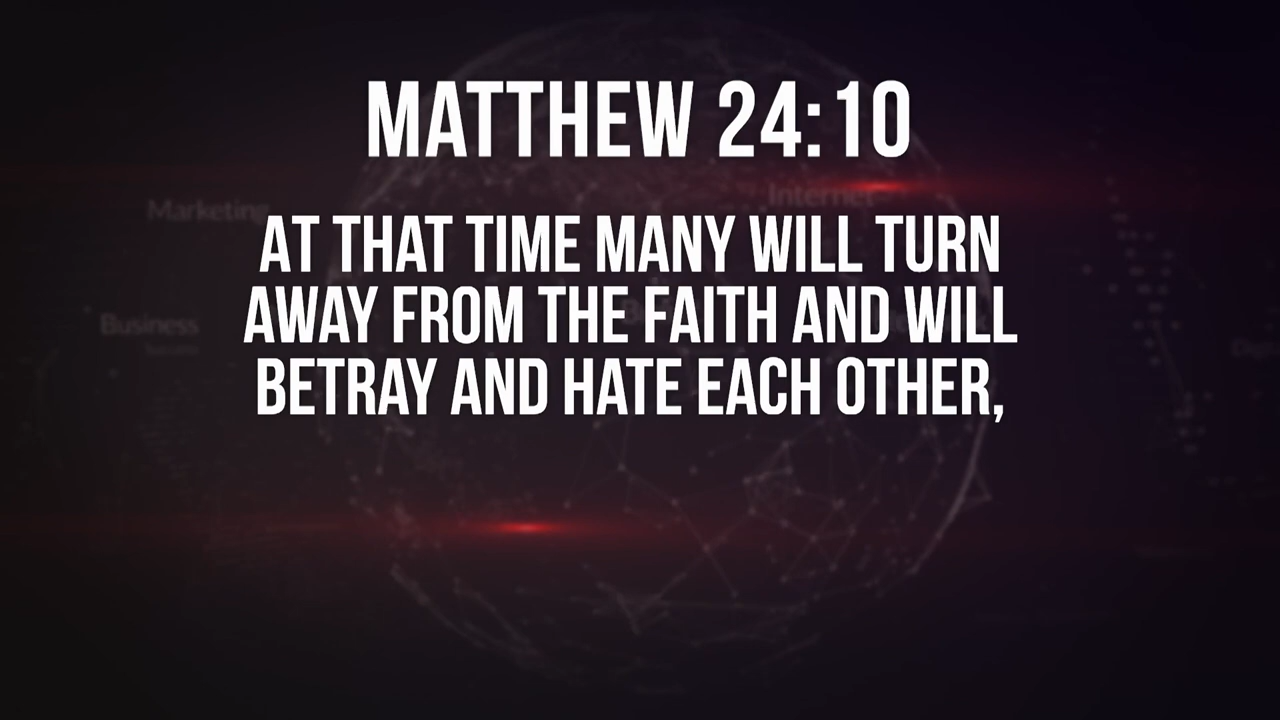 MATTHEW 24:10
Internet
Marketing
AT THAT TIME MANY WILL TURN
AWAY FROM THE FAITH AND WILL
Business
BETRAY AND HATE EACH OTHER,